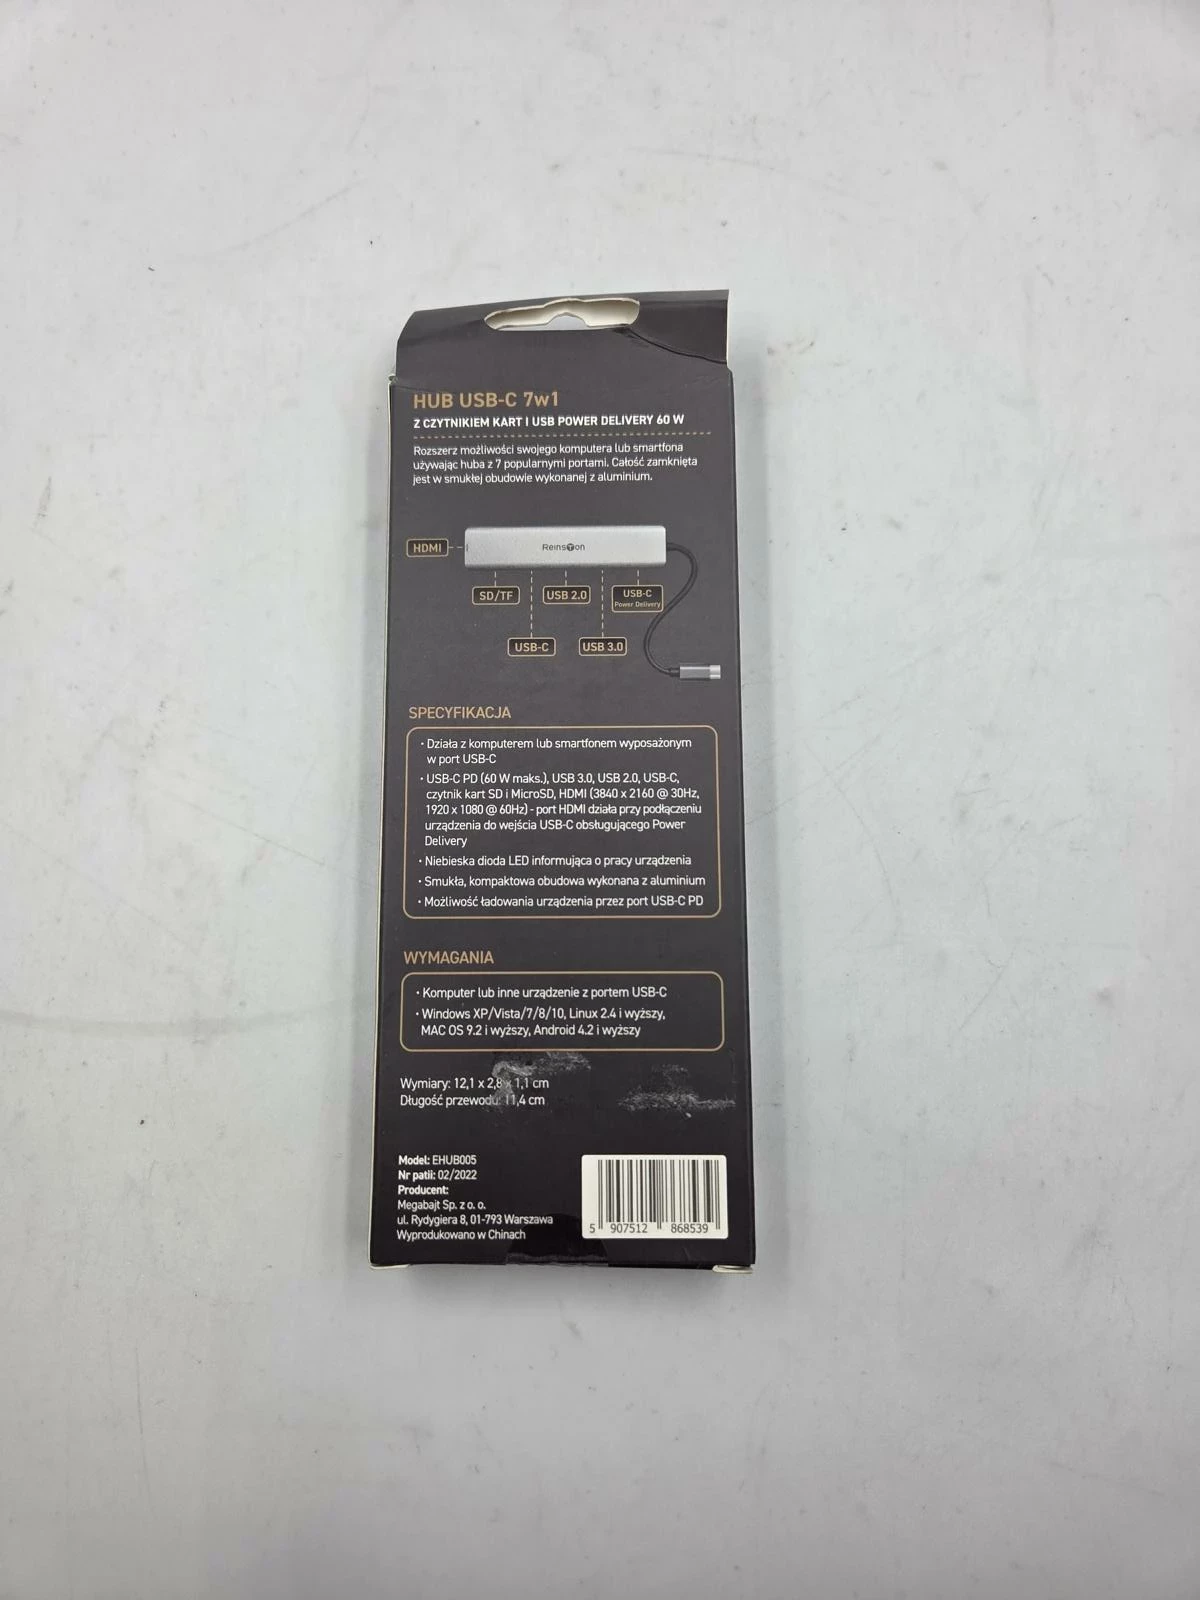 HUB USB-C 7w1
Z CZYTNIKIEM KART I USB POWER DELIVERY 60 W
Rozszerz możliwości swojego komputera lub smartfona
używając huba z 7 popularnymi portami. Całość zamknięta
jest w smukłej obudowie wykonanej z aluminium.
HDMI
Reinston
SD/TF
USB 2.0
USB-C
Power Delivery
USB-C
USB 3.0
SPECYFIKACJA
• Działa z komputerem lub smartfonem wyposażonym
w port USB-C
• USB-C PD (60 W maks.), USB 3.0, USB 2.0, USB-C,
czytnik kart SD i MicroSD, HDMI (3840 x 2160 @ 30Hz,
1920 x 1080 @ 60Hz) - port HDMI działa przy podłączeniu
urządzenia do wejścia USB-C obsługującego Power
Delivery
• Niebieska dioda LED informująca o pracy urządzenia
• Smukła, kompaktowa obudowa wykonana z aluminium
• Możliwość ładowania urządzenia przez port USB-C PD
WYMAGANIA
• Komputer lub inne urządzenie z portem USB-C
• Windows XP/Vista/7/8/10, Linux 2.4 i wyższy,
MAC OS 9.2 i wyższy, Android 4.2 i wyższy
Wymiary: 12,1 x 2,8 x 1,1 cm
Długość przewodu: 11,4 cm
Model: EHUB005
Nr patii: 02/2022
Producent:
Megabajt Sp. z o. o.
ul. Rydygiera 8, 01-793 Warszawa
Wyprodukowano w Chinach
5 907512 868539